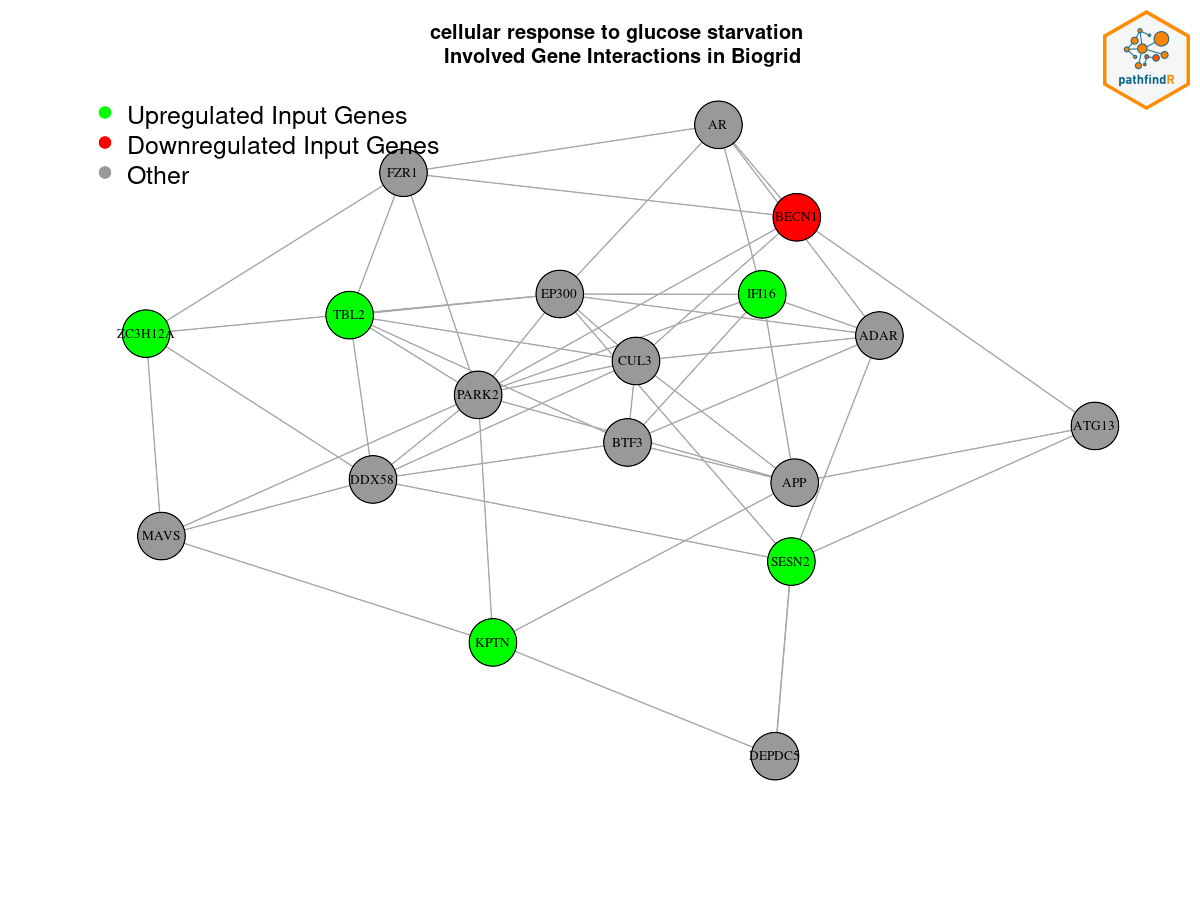 cellular response to glucose starvation
Involved Gene Interactions in Biogrid
pathfindR
Upregulated Input Genes
Downregulated Input Genes
Other
AR
FZR1
BECN1
EP300
IFI16
TBL2
ZC3H12A
ADAR
CUL3
PARK2
ATG13
BTF3
DDX58
APP
MAVS
SESN2
KPTN
DEPDC5